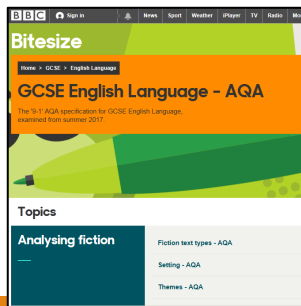 BBC Sign in News Sport Weather iPlayer TV Radio
Bitesize
Home > GCSE > English Language
GCSE English Language - AQA
The '9-1' AQA specification for GCSE English Language,
examined from summer 2017.
Topics
Analysing fiction
Fiction text types - AQA
Setting - AQA
Themes - AQA